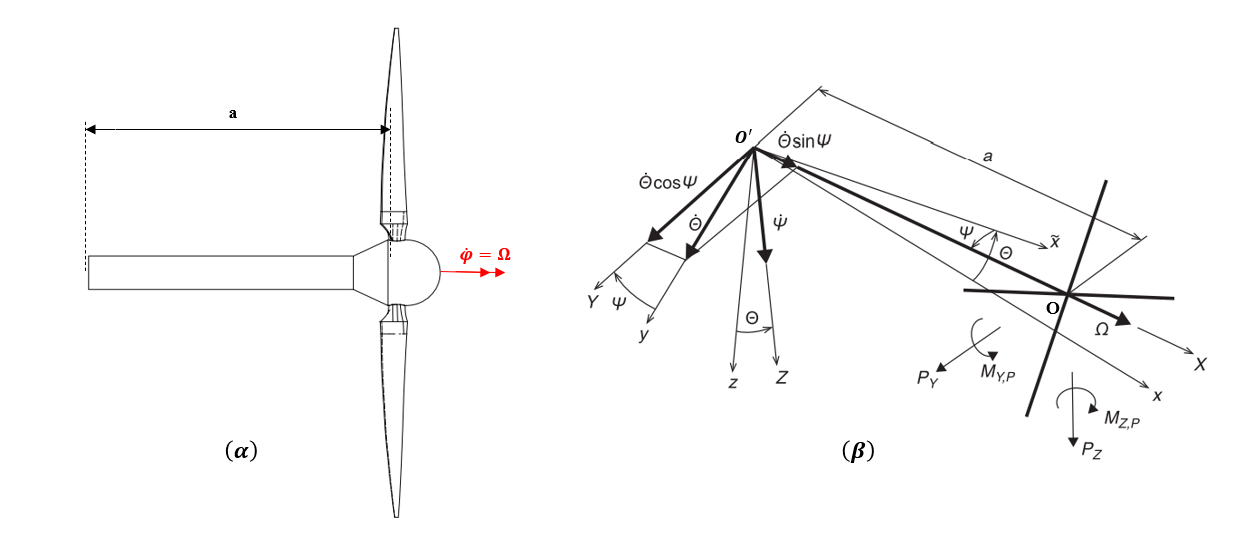 a
φ̇ = Ω
(α)
O′
Θ̇sinΨ
a
Θ̇cosΨ
Θ̇
Ψ̇
Ψ
x̃
Θ
Y
Ψ
y
Θ
O
Ω
X
z
Z
P_Y
M_{Y,P}
x
M_{Z,P}
P_Z
(β)